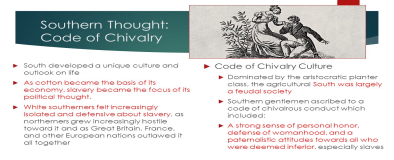 Southern Thought:
Code of Chivalry
► South developed a unique culture and
outlook on life
► As cotton became the basis of its
economy, slavery became the focus of its
political thought.
► White southerners felt increasingly
isolated and defensive about slavery, as
northerners grew increasingly hostile
toward it and as Great Britain, France,
and other European nations outlawed it
all together
► Code of Chivalry Culture
► Dominated by the aristocratic planter
class, the agricultural South was largely
a feudal society
► Southern gentlemen ascribed to a
code of chivalrous conduct which
included:
► A strong sense of personal honor,
defense of womanhood, and a
paternalistic attitudes towards all who
were deemed inferior, especially slaves